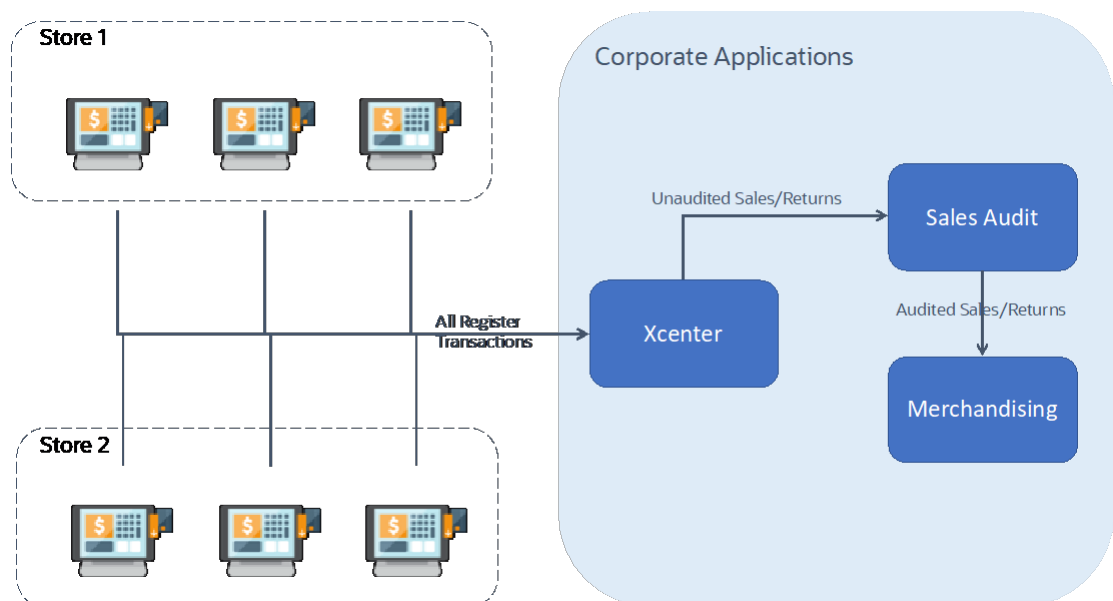 Store 1
Corporate Applications
Unaudited Sales/Returns
Sales Audit
All Register
Transactions
Xcenter
Audited Sales/Returns
Merchandising
Store 2
$
$
$
$
$
$